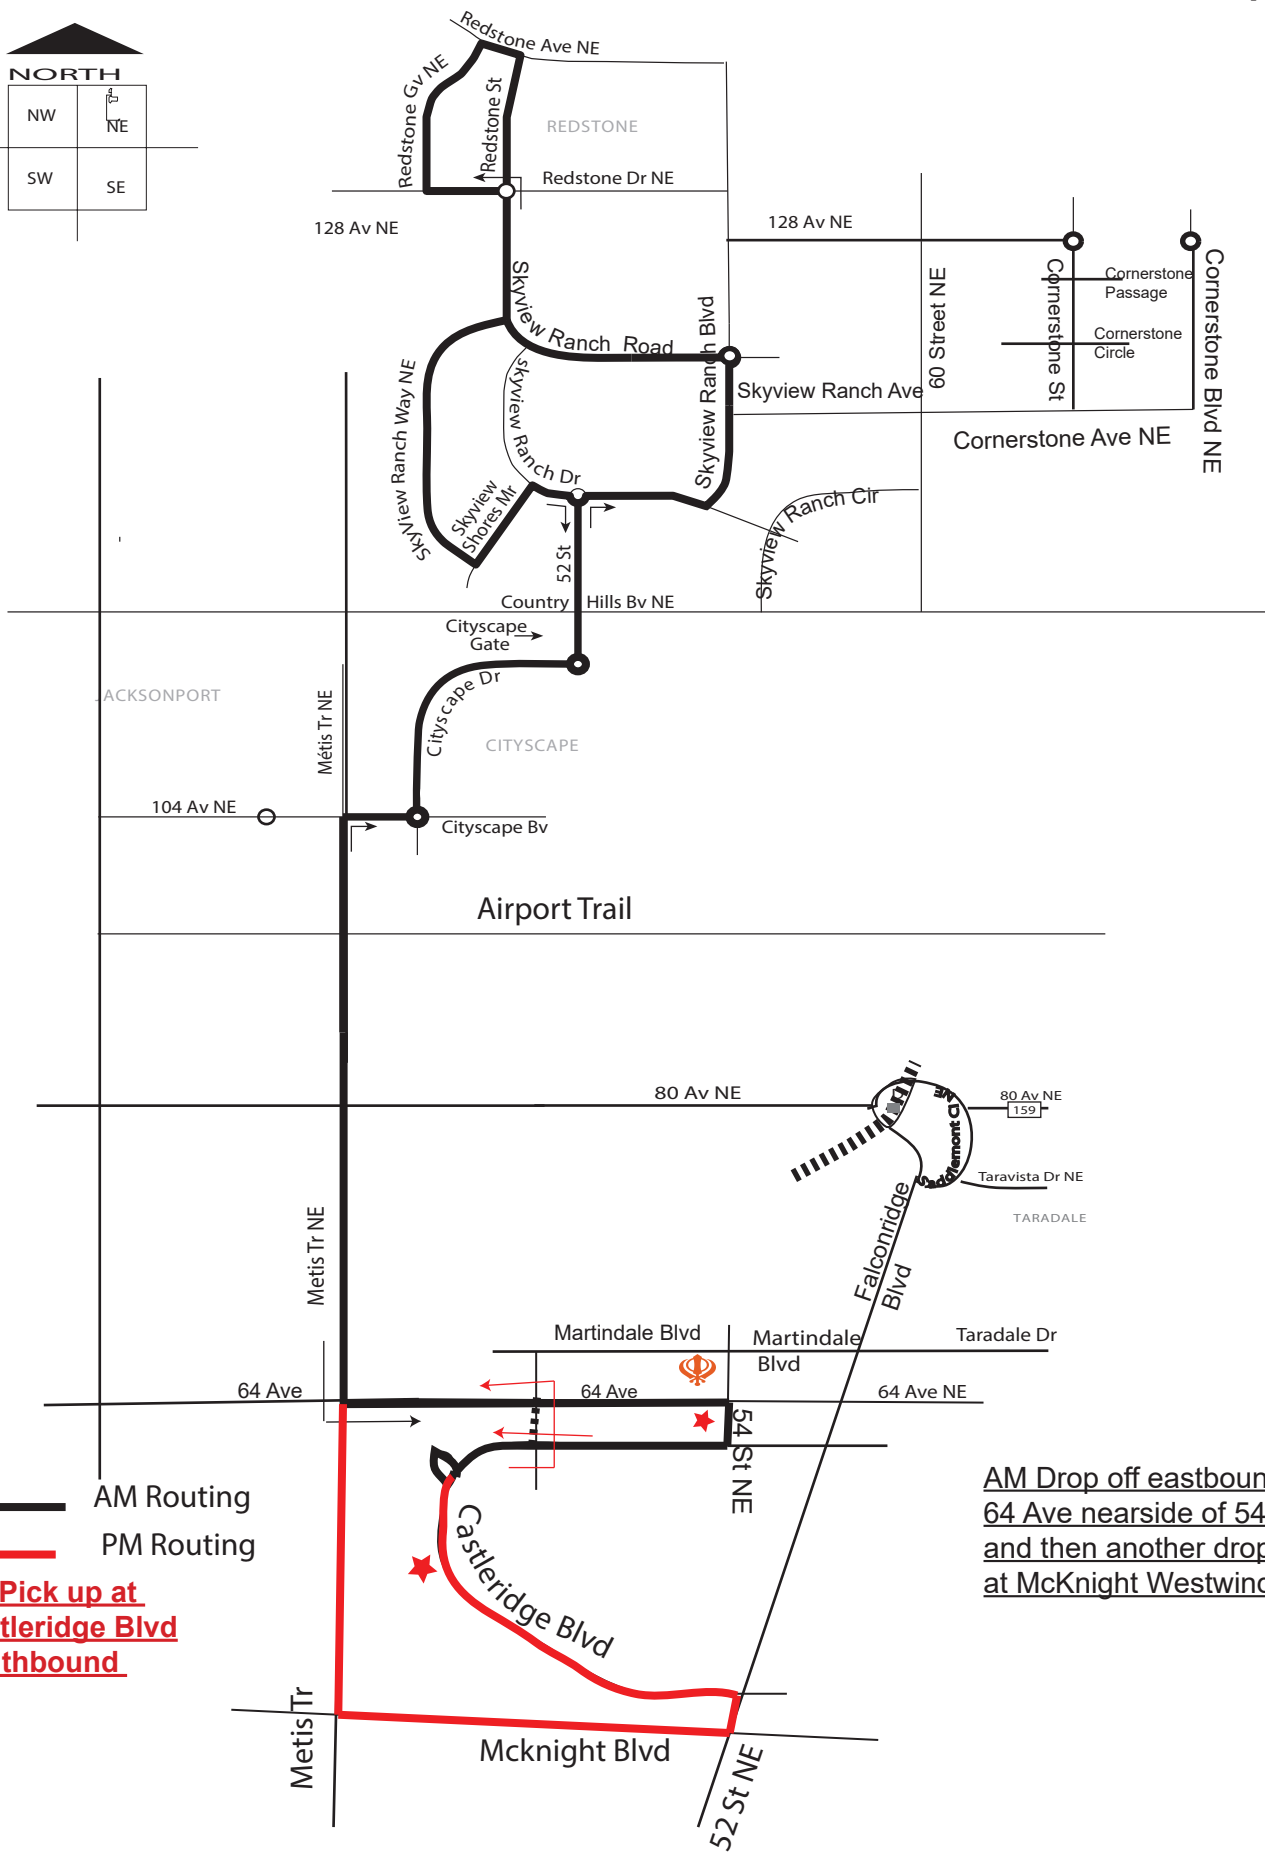 Redstone Ave NE
NORTH
NW
NE
SW
SE
Redstone Gv NE
Redstone St
REDSTONE
Redstone Dr NE
128 Av NE
128 Av NE
Skyview Ranch Road
Skyview Ranch Blvd
60 Street NE
Cornerstone St
Cornerstone
Passage
Cornerstone
Circle
Cornerstone Blvd NE
Skyview Ranch Ave
Cornerstone Ave NE
SkyView Ranch Way NE
skyview Ranch Dr
Skyview
Shores Mr
Skyview Ranch Cir
52 St
Country Hills Bv NE
Cityscape
Gate
Cityscape Dr
JACKSONPORT
Métis Tr NE
CITYSCAPE
104 Av NE
Cityscape Bv
Airport Trail
80 Av NE
80 Av NE
159
Saddlemont Ci NE
Taravista Dr NE
TARADALE
Falconridge
Blvd
Metis Tr NE
Martindale Blvd
Martindale
Blvd
Taradale Dr
64 Ave
64 Ave
64 Ave NE
54 St NE
AM Routing
PM Routing
Pick up at
tleridge Blvd
thbound
Castleridge Blvd
AM Drop off eastboun
64 Ave nearside of 54
and then another drop
at McKnight Westwind
Metis Tr
Mcknight Blvd
52 St NE